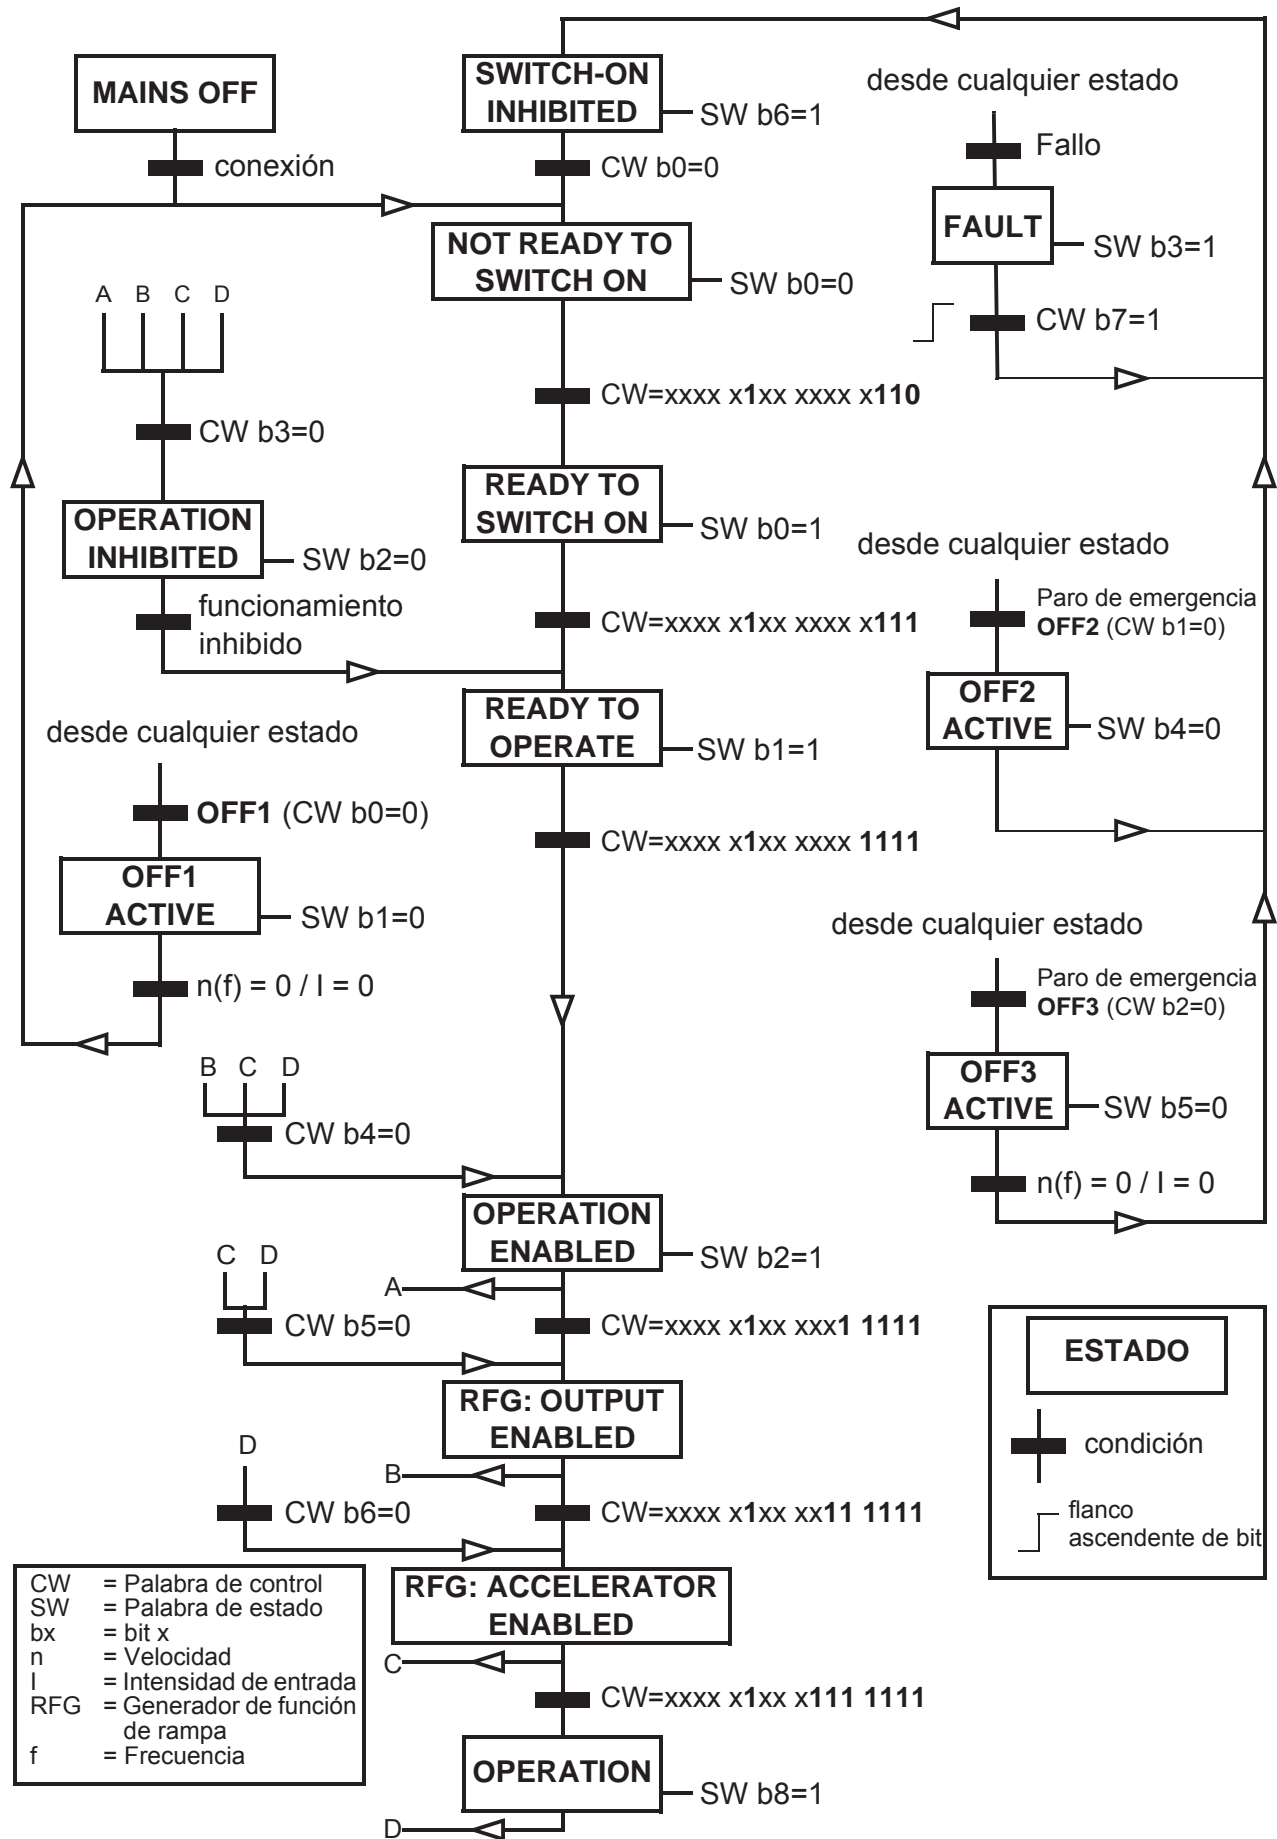 MAINS OFF
conexión
SWITCH-ON
INHIBITED
SW b6=1
CW b0=0
desde cualquier estado
Fallo
FAULT
SW b3=1
CW b7=1
NOT READY TO
SWITCH ON
SW b0=0
A B C D
CW b3=0
CW=xxxx x1xx xxxx x110
OPERATION
INHIBITED
SW b2=0
funcionamiento
inhibido
READY TO
SWITCH ON
SW b0=1
CW=xxxx x1xx xxxx x111
desde cualquier estado
Paro de emergencia
OFF2 (CW b1=0)
OFF2
ACTIVE
SW b4=0
READY TO
OPERATE
SW b1=1
desde cualquier estado
OFF1 (CW b0=0)
CW=xxxx x1xx xxxx 1111
OFF1
ACTIVE
SW b1=0
n(f) = 0 / I = 0
desde cualquier estado
Paro de emergencia
OFF3 (CW b2=0)
OFF3
ACTIVE
SW b5=0
n(f) = 0 / I = 0
B C D
CW b4=0
OPERATION
ENABLED
SW b2=1
A
C D
CW b5=0
CW=xxxx x1xx xxx1 1111
RFG: OUTPUT
ENABLED
B
D
CW b6=0
CW=xxxx x1xx xx11 1111
RFG: ACCELERATOR
ENABLED
C
CW=xxxx x1xx x111 1111
OPERATION
SW b8=1
D
ESTADO
condición
flanco
ascendente de bit
CW = Palabra de control
SW = Palabra de estado
bx = bit x
n = Velocidad
I = Intensidad de entrada
RFG = Generador de función
de rampa
f = Frecuencia